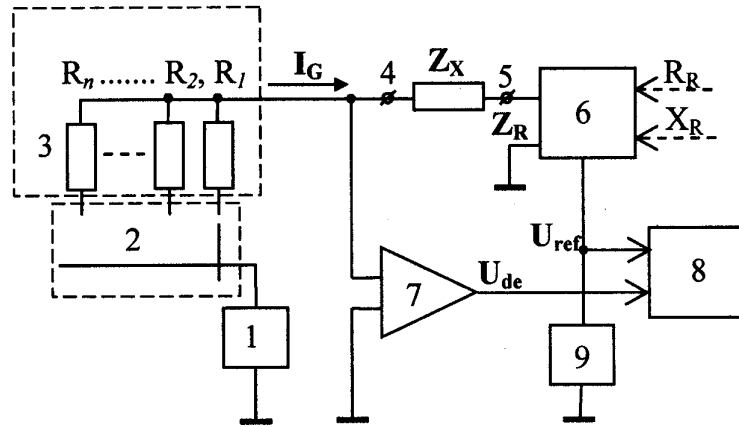 Rn ....... R2, R1
IG
4
ZX
5
ZR
6
RR
XR
3
2
1
7
Ude
Uref
8
9